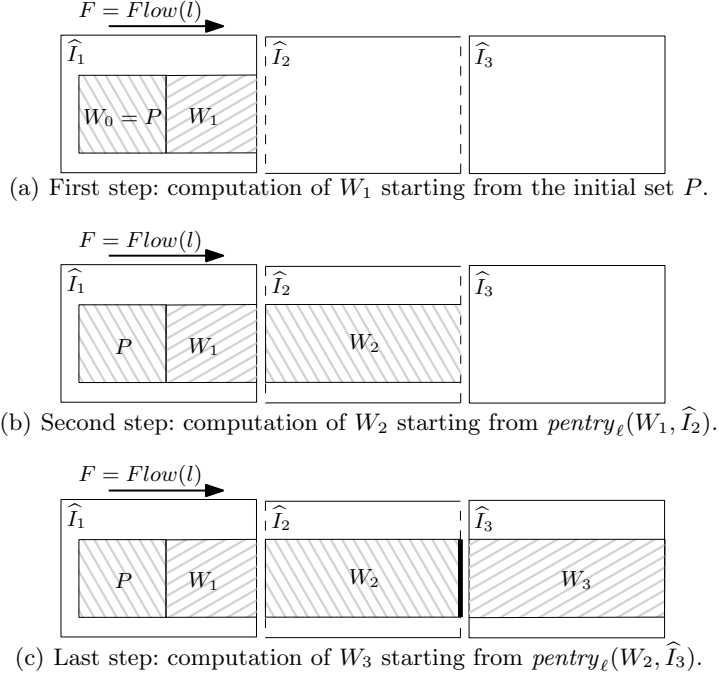 F = Flow(l)
Î₁ Î₂ Î₃
W₀ = P W₁
(a) First step: computation of W₁ starting from the initial set P.
F = Flow(l)
Î₁ Î₂ Î₃
P W₁ W₂
(b) Second step: computation of W₂ starting from pentryℓ(W₁, Î₂).
F = Flow(l)
Î₁ Î₂ Î₃
P W₁ W₂ W₃
(c) Last step: computation of W₃ starting from pentryℓ(W₂, Î₃).